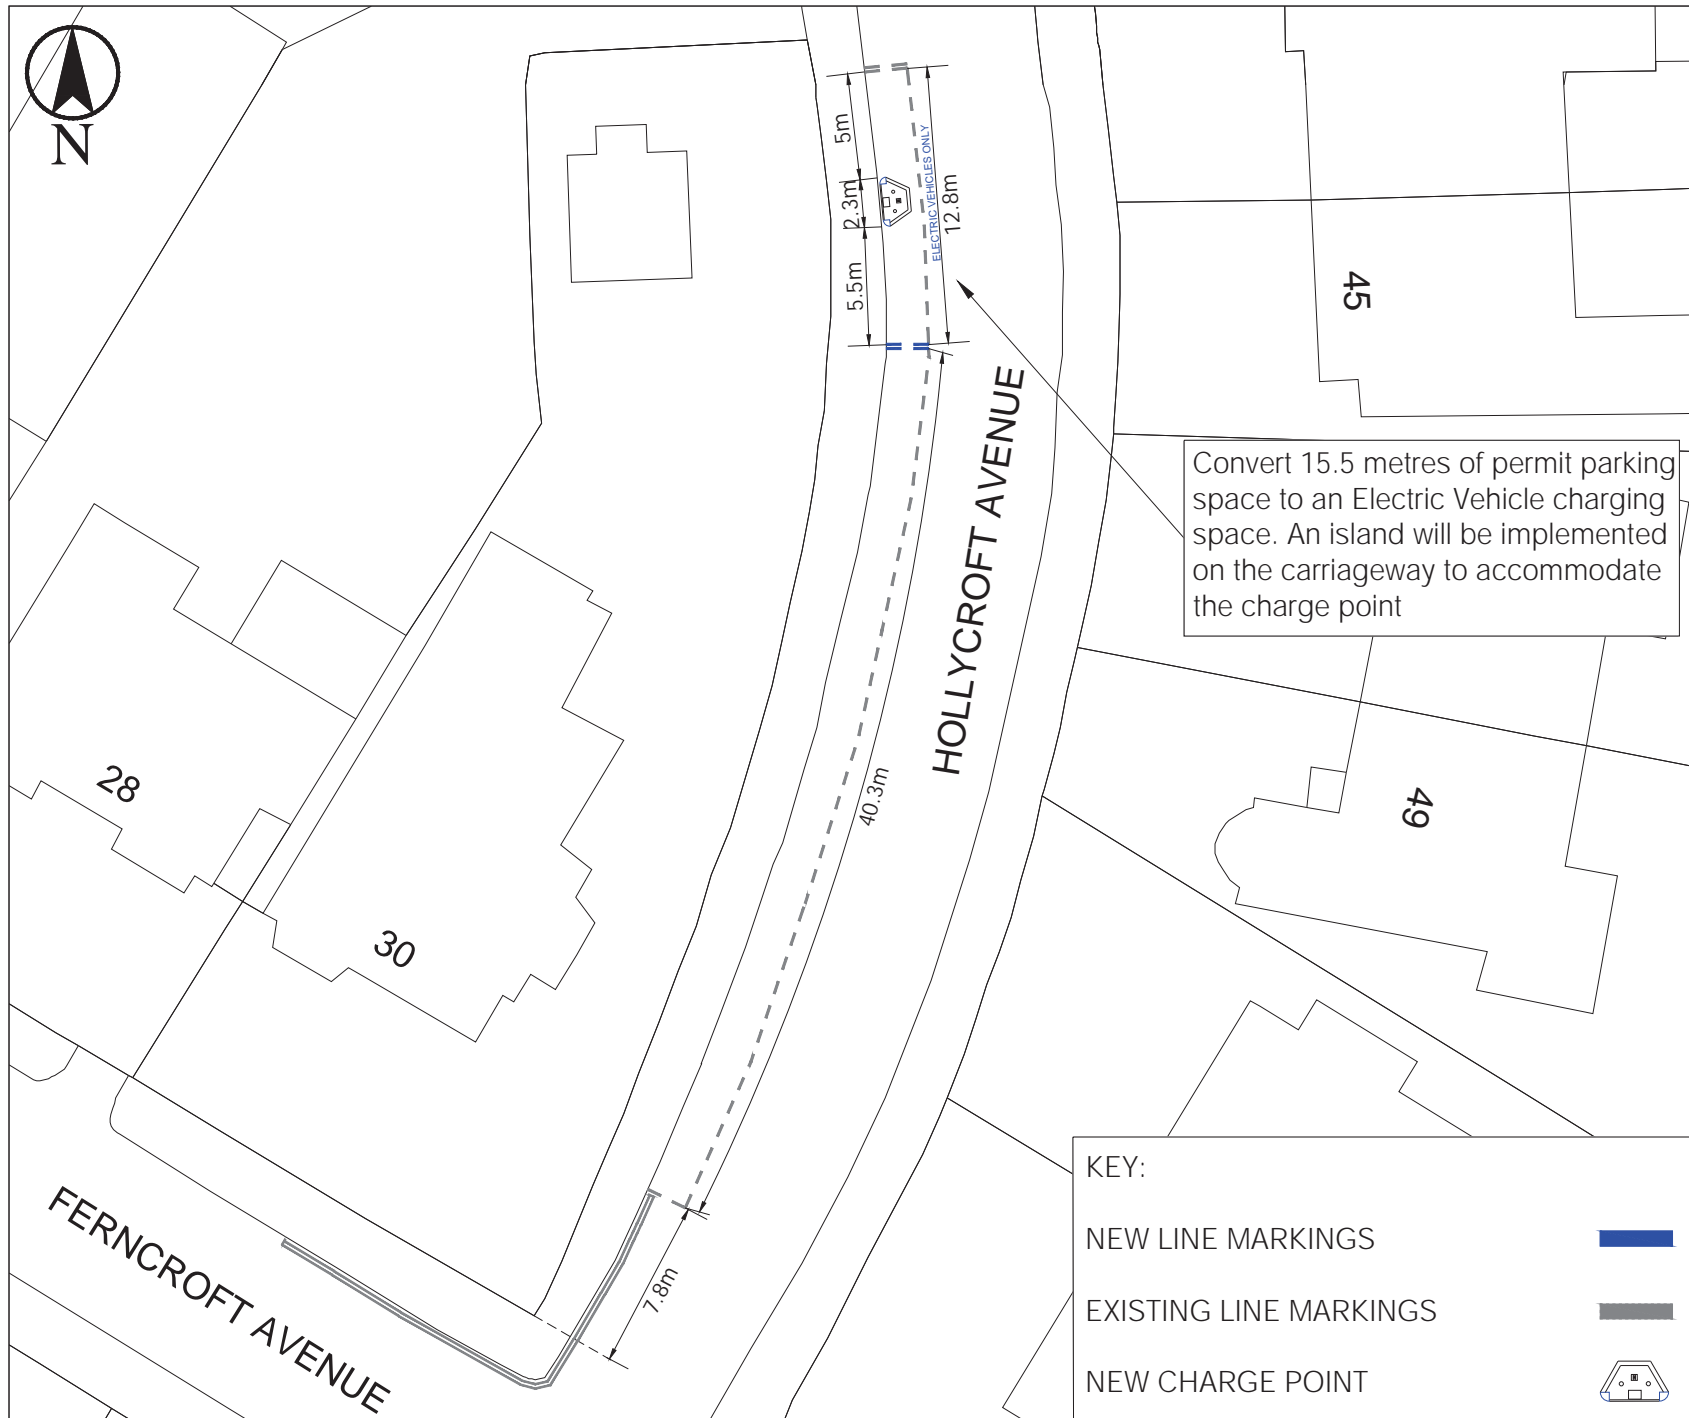 N
5m
2.3m
5.5m
ELECTRIC VEHICLES ONLY
12.8m
45
HOLLYCROFT AVENUE
Convert 15.5 metres of permit parking
space to an Electric Vehicle charging
space. An island will be implemented
on the carriageway to accommodate
the charge point
28
40.3m
49
30
FERNCROFT AVENUE
7.8m
KEY:
NEW LINE MARKINGS
EXISTING LINE MARKINGS
NEW CHARGE POINT